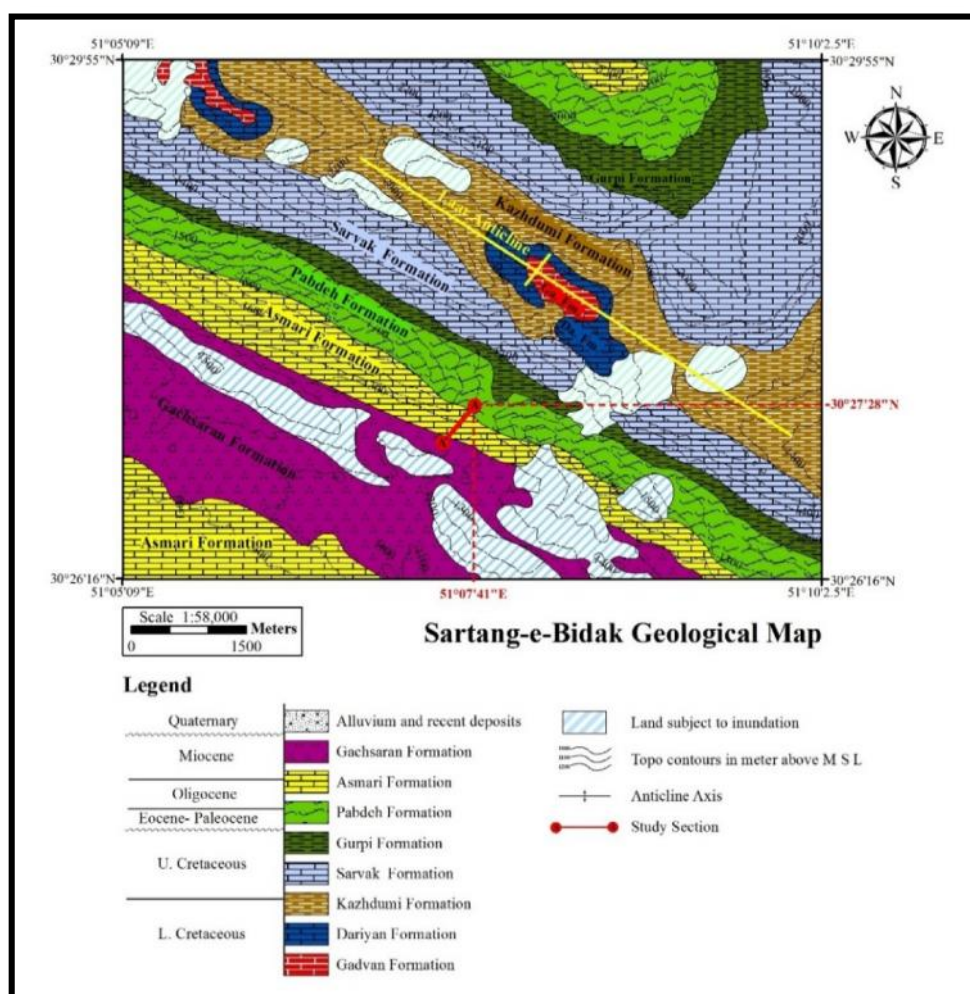 51°05'09"E
51°10'2.5"E
30°29'55"N
30°29'55"N
N
W
E
S
Gurpi Formation
Kazhdumi Formation
Anticline
Sarvak Formation
Pabdeh Formation
Asmari Formation
Gachsaran Formation
Asmari Formation
30°27'28"N
30°26'16"N
30°26'16"N
51°05'09"E
51°07'41"E
51°10'2.5"E
Scale 1:58,000
Meters
0 1500
Sartang-e-Bidak Geological Map
Legend
Quaternary
Alluvium and recent deposits
Miocene
Gachsaran Formation
Asmari Formation
Oligocene
Pabdeh Formation
Eocene- Paleocene
Gurpi Formation
U. Cretaceous
Sarvak Formation
Kazhdumi Formation
L. Cretaceous
Dariyan Formation
Gadvan Formation
Land subject to inundation
Topo contours in meter above M S L
Anticline Axis
Study Section